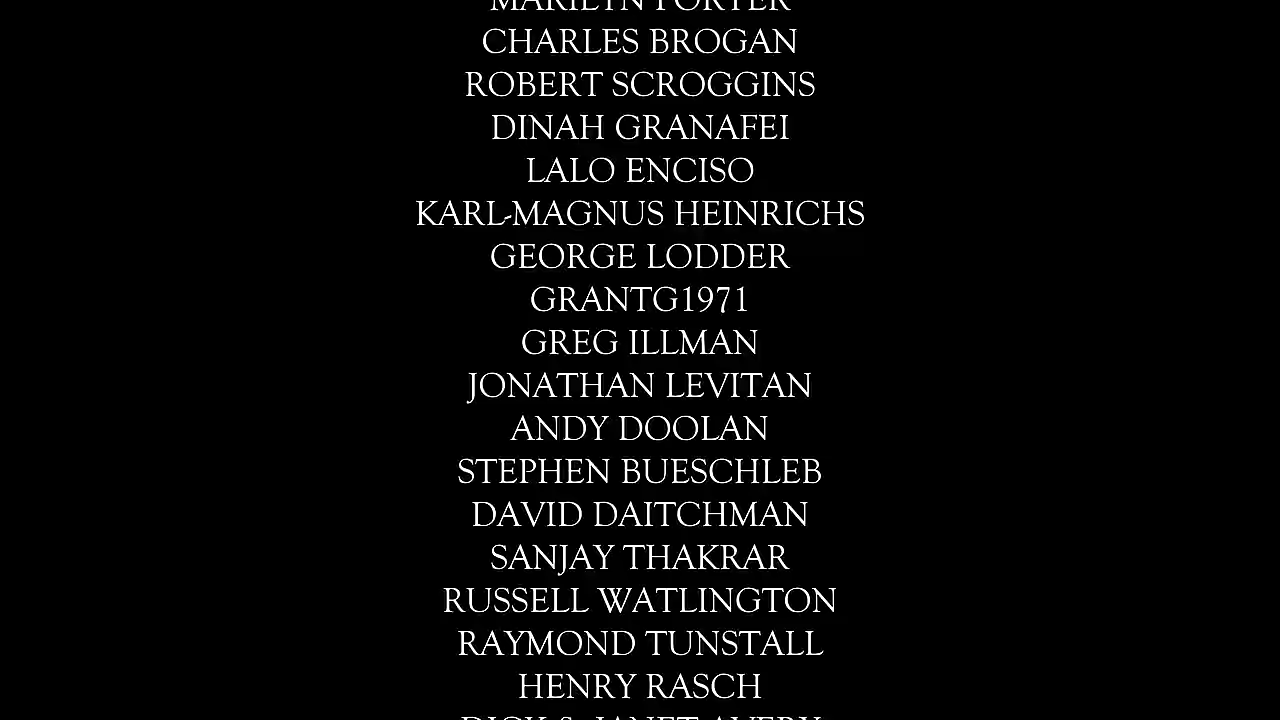 MARILYN PORTER
CHARLES BROGAN
ROBERT SCROGGINS
DINAH GRANAFEI
LALO ENCISO
KARL-MAGNUS HEINRICHS
GEORGE LODDER
GRANTG1971
GREG ILLMAN
JONATHAN LEVITAN
ANDY DOOLAN
STEPHEN BUESCHLEB
DAVID DAITCHMAN
SANJAY THAKRAR
RUSSELL WATLINGTON
RAYMOND TUNSTALL
HENRY RASCH
DICK & JANET AVERY